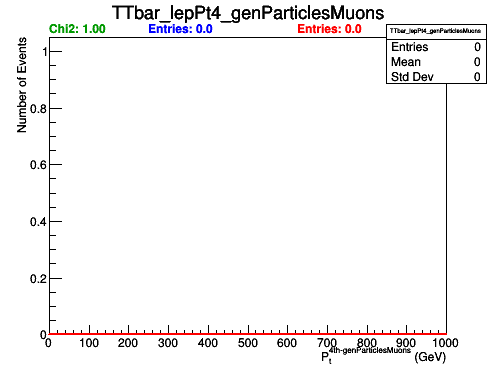 TTbar_lepPt4_genParticlesMuons
Chi2: 1.00 Entries: 0.0 Entries: 0.0
TTbar_lepPt4_genParticlesMuons
Entries 0
Mean 0
Std Dev 0
Number of Events
1
0.8
0.6
0.4
0.2
0
0 100 200 300 400 500 600 700 800 900 1000
P_t^4th-genParticlesMuons (GeV)